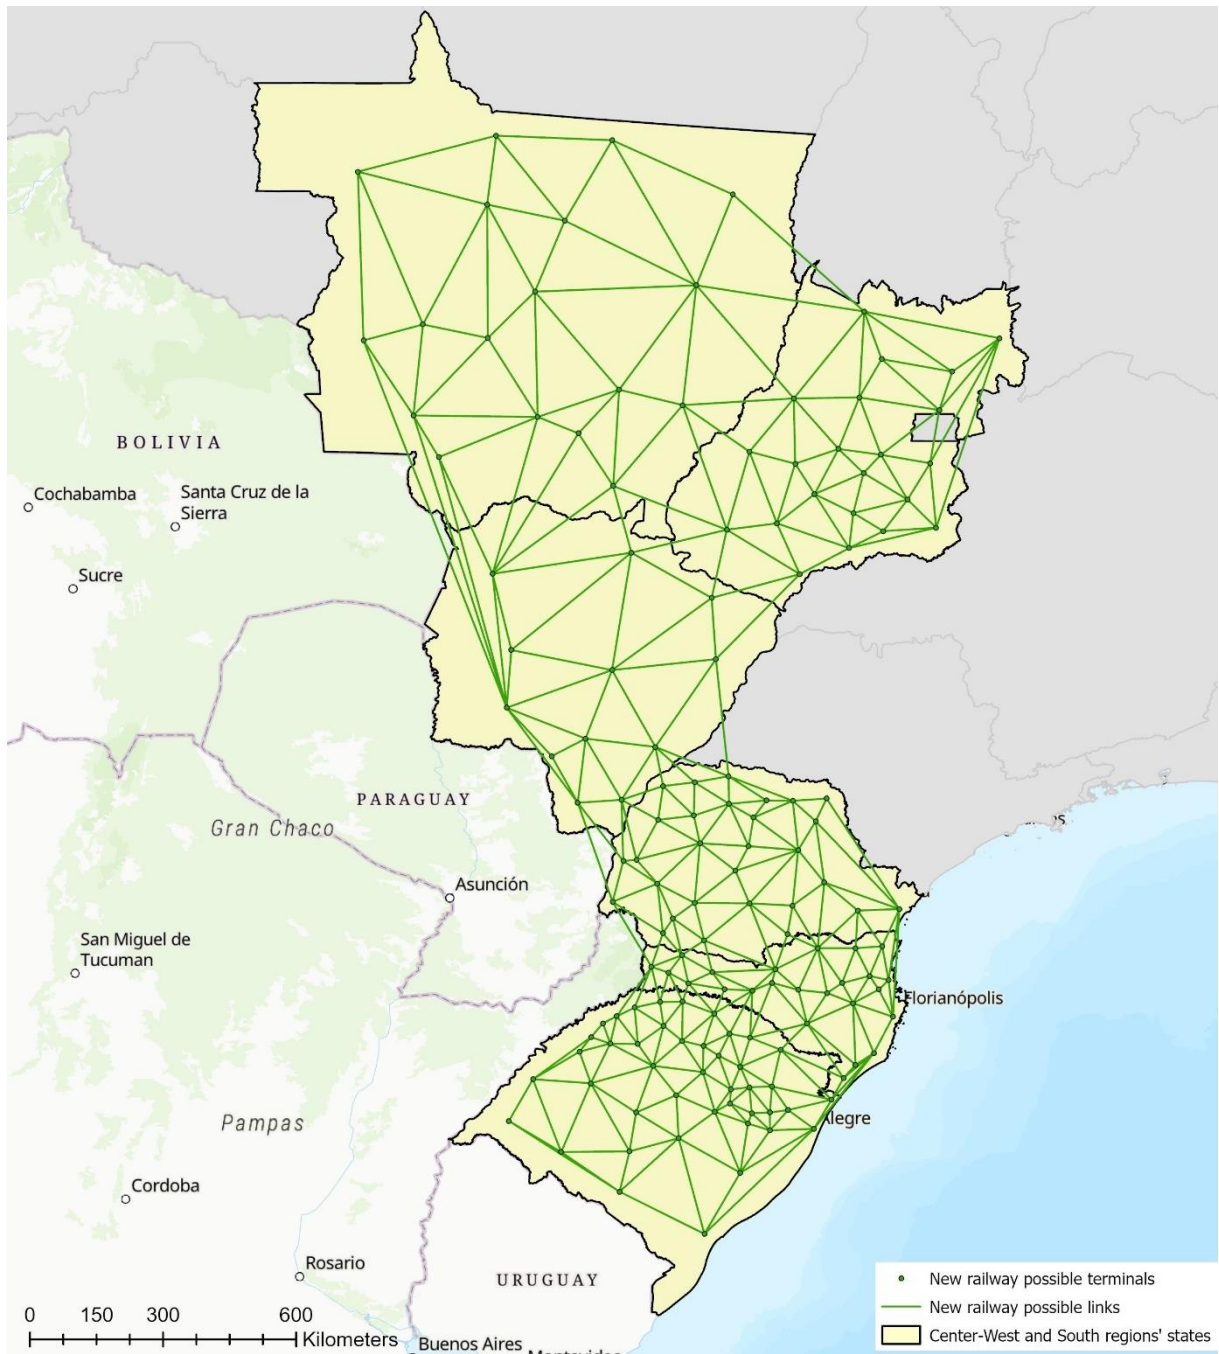 BOLIVIA
Cochabamba
Santa Cruz de la
Sierra
Sucre
PARAGUAY
Gran Chaco
Asunción
San Miguel de
Tucuman
Florianópolis
Pampas
Alegre
Cordoba
Rosario
URUGUAY
0 150 300 600
Kilometers
Buenos Aires
New railway possible terminals
New railway possible links
Center-West and South regions' states